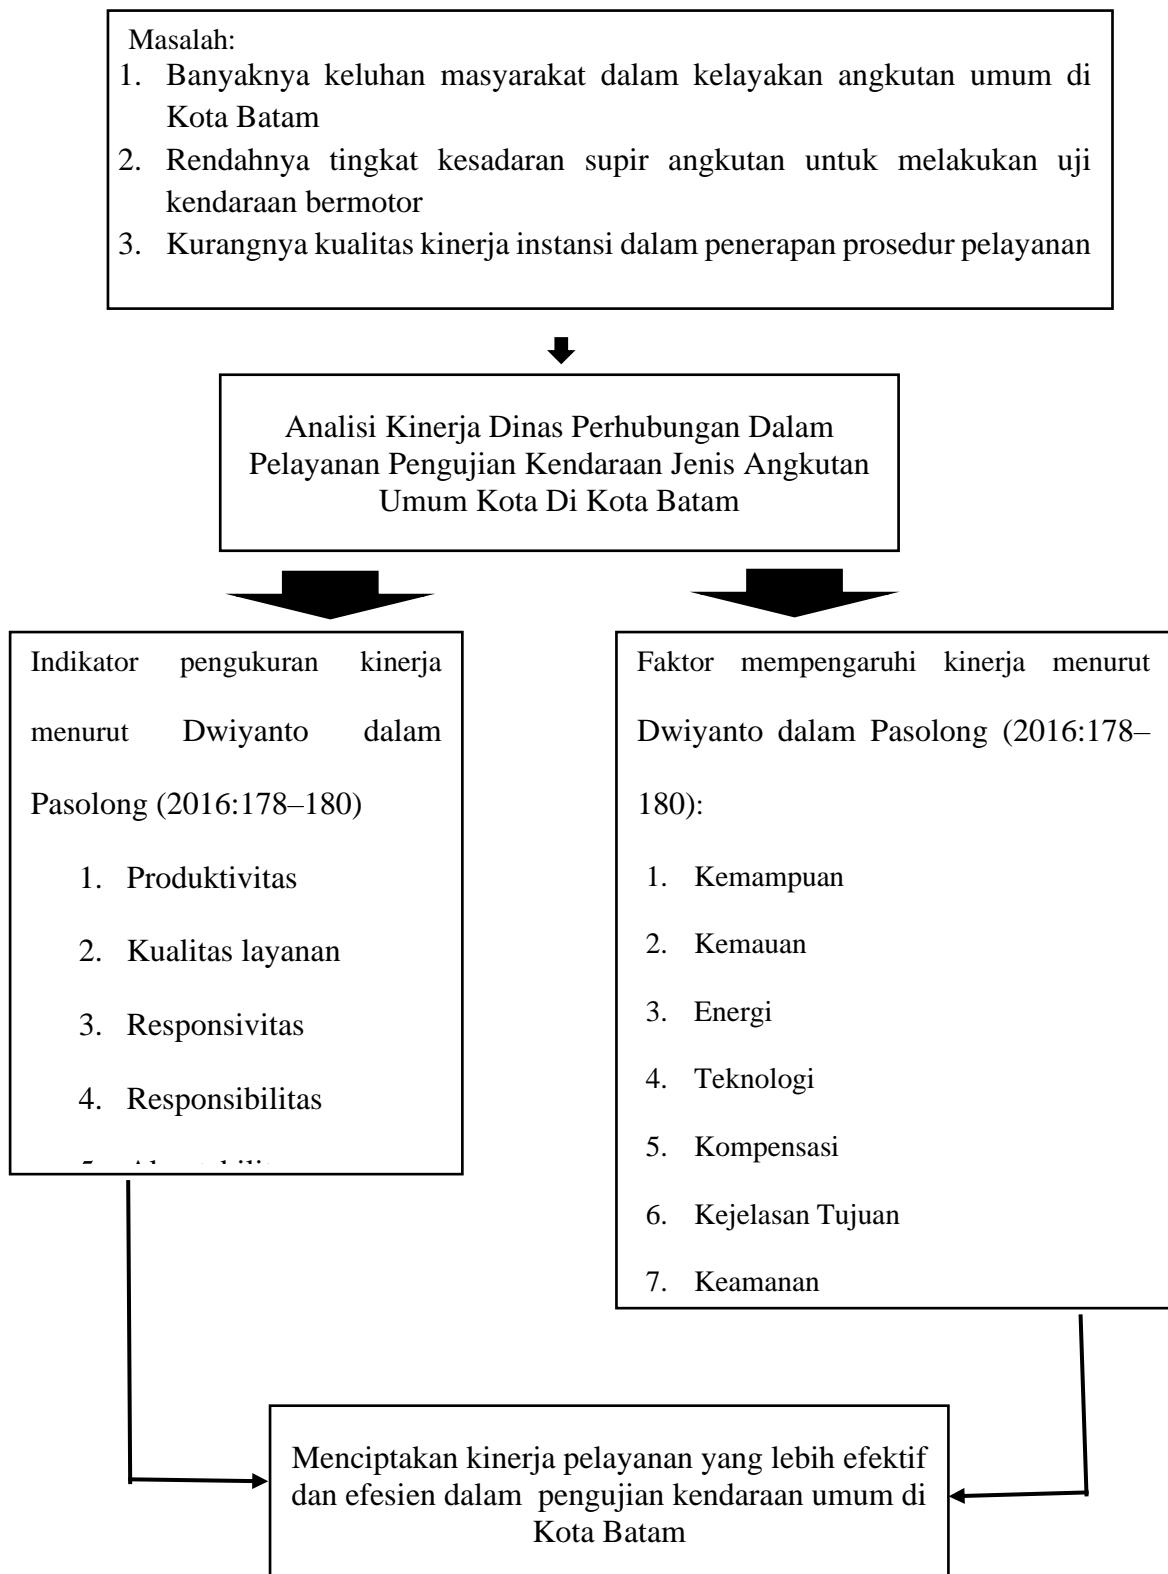 Masalah:
1. Banyaknya keluhan masyarakat dalam kelayakan angkutan umum di
Kota Batam
2. Rendahnya tingkat kesadaran supir angkutan untuk melakukan uji
kendaraan bermotor
3. Kurangnya kualitas kinerja instansi dalam penerapan prosedur pelayanan
Analisi Kinerja Dinas Perhubungan Dalam
Pelayanan Pengujian Kendaraan Jenis Angkutan
Umum Kota Di Kota Batam
Indikator pengukuran kinerja
menurut Dwiyanto dalam
Pasolong (2016:178–180)
1. Produktivitas
2. Kualitas layanan
3. Responsivitas
4. Responsibilitas
Faktor mempengaruhi kinerja menurut
Dwiyanto dalam Pasolong (2016:178–
180):
1. Kemampuan
2. Kemauan
3. Energi
4. Teknologi
5. Kompensasi
6. Kejelasan Tujuan
7. Keamanan
Menciptakan kinerja pelayanan yang lebih efektif
dan efesien dalam pengujian kendaraan umum di
Kota Batam